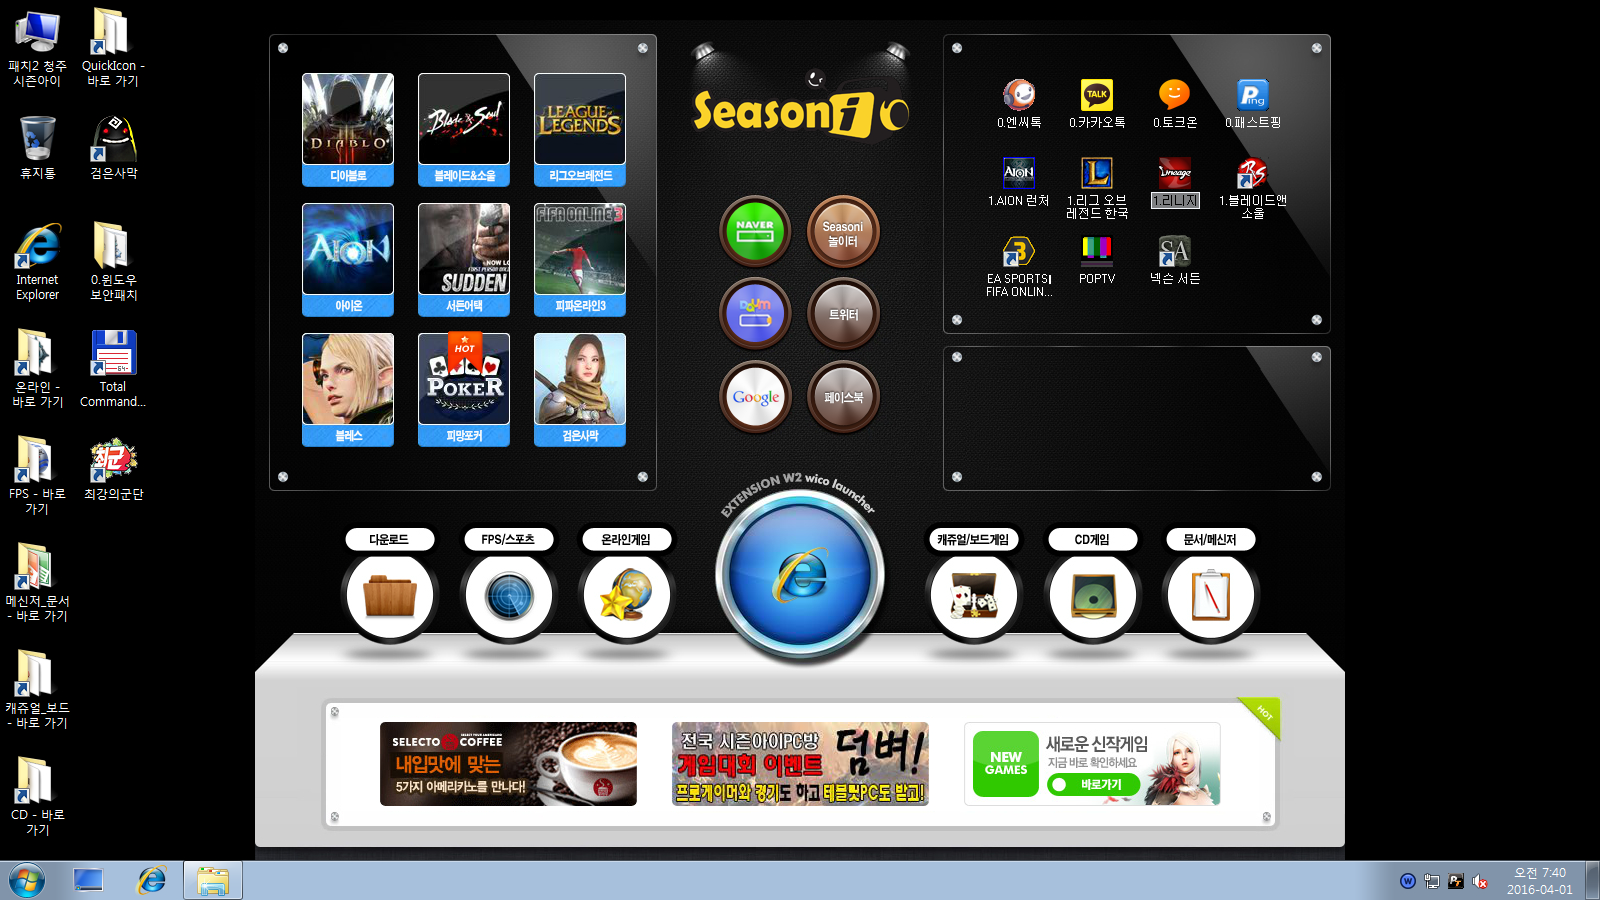 패치2 청주
시즌아이
QuickIcon -
바로 가기
휴지통
검은사막
Internet
Explorer
0.윈도우
보안패치
온라인 -
바로 가기
Total
Command...
FPS - 바로
가기
최군
최강의군단
메신저_문서
- 바로 가기
캐쥬얼_보드
- 바로 가기
CD - 바로
가기
DIABLO
디아블로
Blade & Soul
블레이드&소울
LEAGUE of
LEGENDS
리그오브레전드
AION
아이온
NOW LO
FIRST PERSON ONL
SUDDEN
서든어택
FIFA ONLINE 3
피파온라인3
블레스
HOT
POKER
피망포커
검은사막
Seasoni
NAVER
Seasoni
놀이터
Daum
트위터
Google
페이스북
0.엔씨톡
TALK
0.카카오톡
0.토크온
Ping
0.패스트핑
AION
1.AION 런처
L
1.리그 오브
레전드 한국
Lineage
1.리니지
BS
1.블레이드앤
소울
3
EA SPORTS|
FIFA ONLIN...
POPTV
SA
넥슨 서든
EXTENSION W2 wico launcher
다운로드
FPS/스포츠
온라인게임
캐쥬얼/보드게임
CD게임
문서/메신저
SELECTO COFFEE
내입맛에 맞는
5가지 아메리카노를 만나다!
전국 시즌아이PC방
게임대회 이벤트
덤벼!
프로게이머와 경기도 하고 테블릿PC도 받고!
NEW
GAMES
새로운 신작게임
지금 바로 확인하세요
바로가기
HOT
오전 7:40
2016-04-01